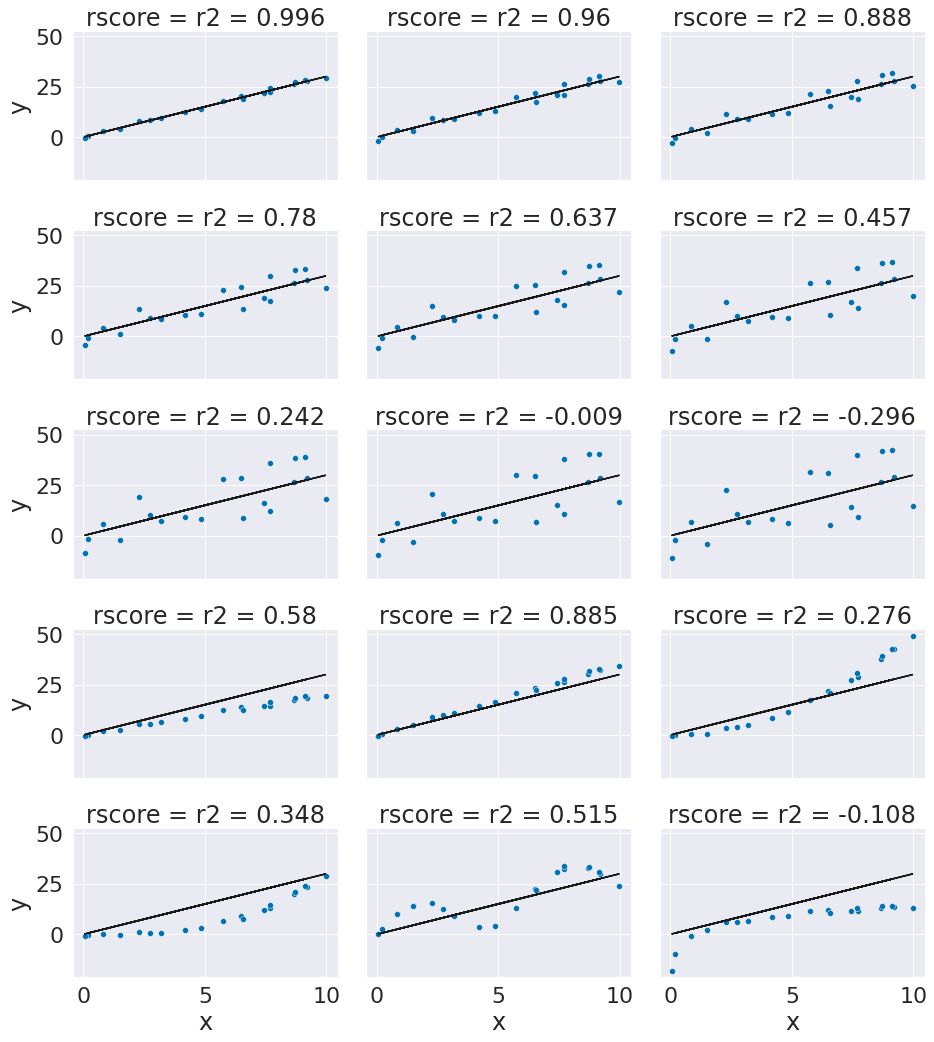 rscore = r2 = 0.996
rscore = r2 = 0.96
rscore = r2 = 0.888
50
25
0
y
rscore = r2 = 0.78
rscore = r2 = 0.637
rscore = r2 = 0.457
50
25
0
y
rscore = r2 = 0.242
rscore = r2 = -0.009
rscore = r2 = -0.296
50
25
0
y
rscore = r2 = 0.58
rscore = r2 = 0.885
rscore = r2 = 0.276
50
25
0
y
rscore = r2 = 0.348
rscore = r2 = 0.515
rscore = r2 = -0.108
50
25
0
y
0 5 10
x
0 5 10
x
0 5 10
x